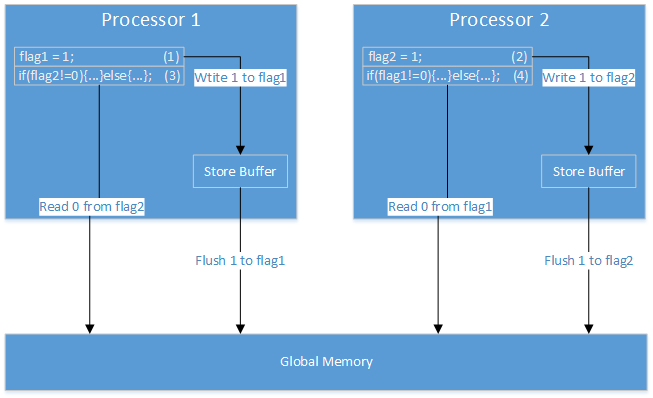 Processor 1
flag1 = 1; (1)
if(flag2!=0){...}else{...}; (3)
Wtite 1 to flag1
Store Buffer
Read 0 from flag2
Flush 1 to flag1
Processor 2
flag2 = 1; (2)
if(flag1!=0){...}else{...}; (4)
Write 1 to flag2
Store Buffer
Read 0 from flag1
Flush 1 to flag2
Global Memory